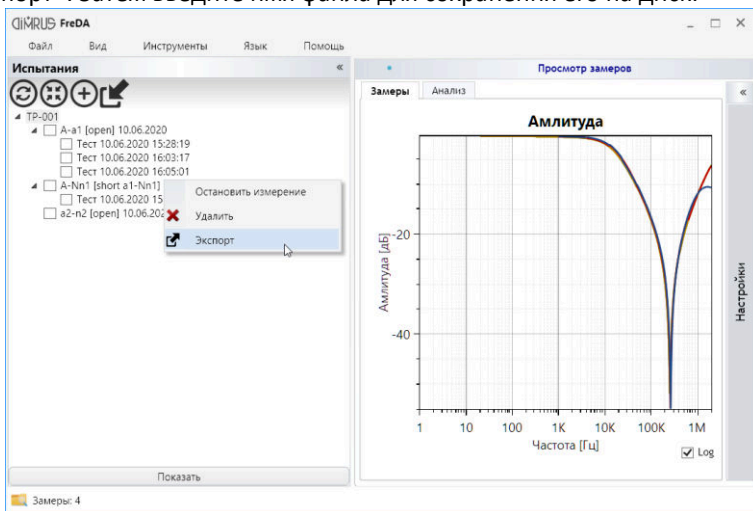 DiMRUS FreDA
Файл Вид Инструменты Язык Помощь
Испытания «
TP-001
A-a1 [open] 10.06.2020
Тест 10.06.2020 15:28:19
Тест 10.06.2020 16:03:17
Тест 10.06.2020 16:05:01
A-Nn1 [short a1-Nn1]
Тест 10.06.2020 15
a2-n2 [open] 10.06.202
Остановить измерение
Удалить
Экспорт
Показать
Замеры: 4
Просмотр замеров
Замеры Анализ «
Амлитуда
Амлитуда [дБ]
-20
-40
1 10 100 1K 10K 100K 1M
Частота [Гц]
Log
Настройки